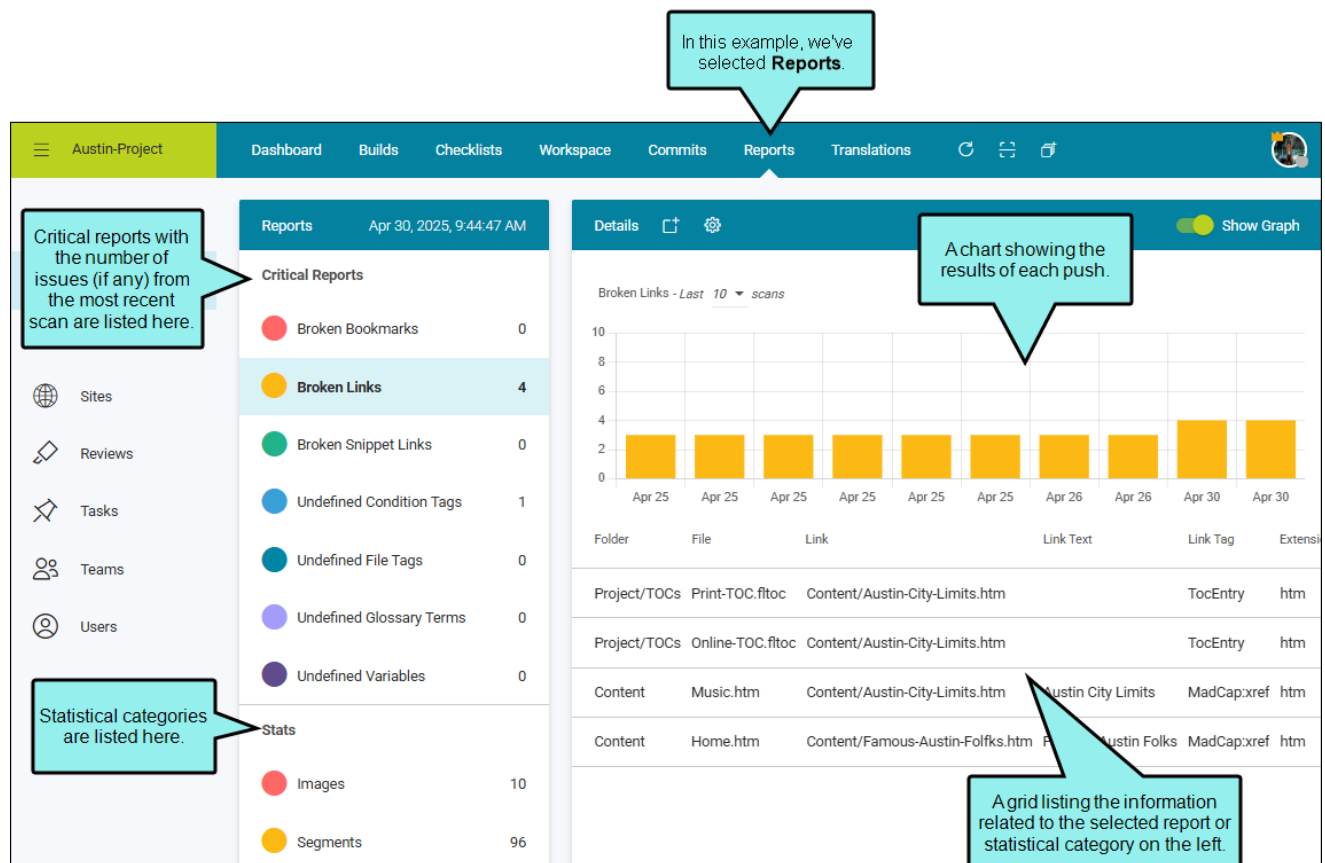 In this example, we've
selected Reports.
Austin-Project
Dashboard Builds Checklists Workspace Commits Reports Translations
Critical reports with
the number of
issues (if any) from
the most recent
scan are listed here.
Sites
Reviews
Tasks
Teams
Users
Statistical categories
are listed here.
Reports Apr 30, 2025, 9:44:47 AM
Critical Reports
Broken Bookmarks 0
Broken Links 4
Broken Snippet Links 0
Undefined Condition Tags 1
Undefined File Tags 0
Undefined Glossary Terms 0
Undefined Variables 0
Stats
Images 10
Segments 96
Details Show Graph
A chart showing the
results of each push.
Broken Links - Last 10 scans
10
8
6
4
2
0
Apr 25 Apr 25 Apr 25 Apr 25 Apr 25 Apr 25 Apr 26 Apr 26 Apr 30 Apr 30
Folder File Link Link Text Link Tag Extensi
Project/TOCs Print-TOC.fltoc Content/Austin-City-Limits.htm TocEntry htm
Project/TOCs Online-TOC.fltoc Content/Austin-City-Limits.htm TocEntry htm
Content Music.htm Content/Austin-City-Limits.htm Austin City Limits MadCap:xref htm
Content Home.htm Content/Famous-Austin-Folfks.htm Austin Folks MadCap:xref htm
A grid listing the information
related to the selected report or
statistical category on the left.